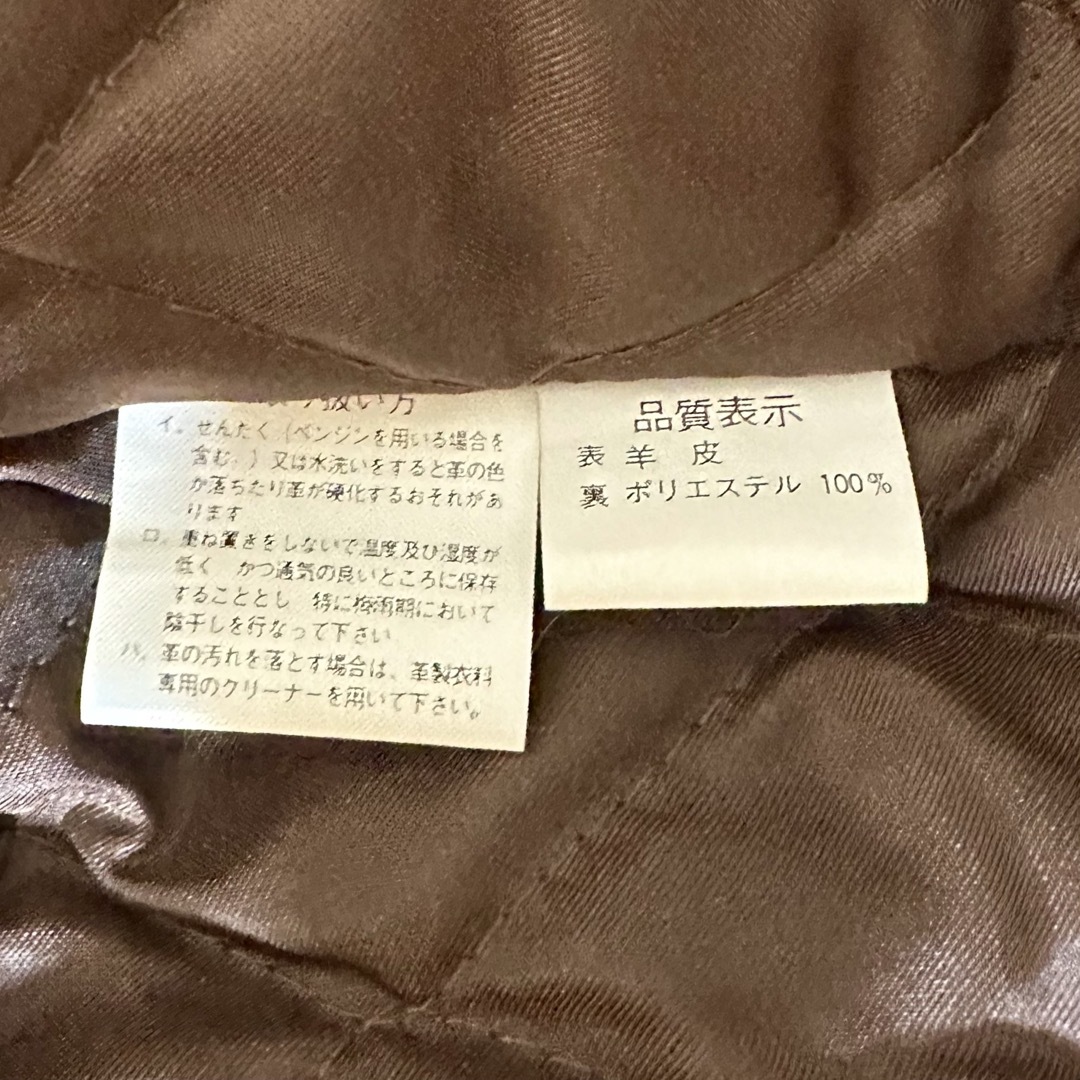 扱い方
イ. せんたく(ベンジンを用いる場合を
含む。)又は水洗いをすると革の色
が落ちたり革が硬化するおそれがあ
ります
ロ. 重ね置きをしないで温度及び湿度が
低く かつ通気の良いところに保存
することとし 特に梅雨期において
陰干しを行なって下さい
ハ. 革の汚れを落とす場合は、革製衣料
専用のクリーナーを用いて下さい。
品質表示
表 羊 皮
裏 ポリエステル 100%